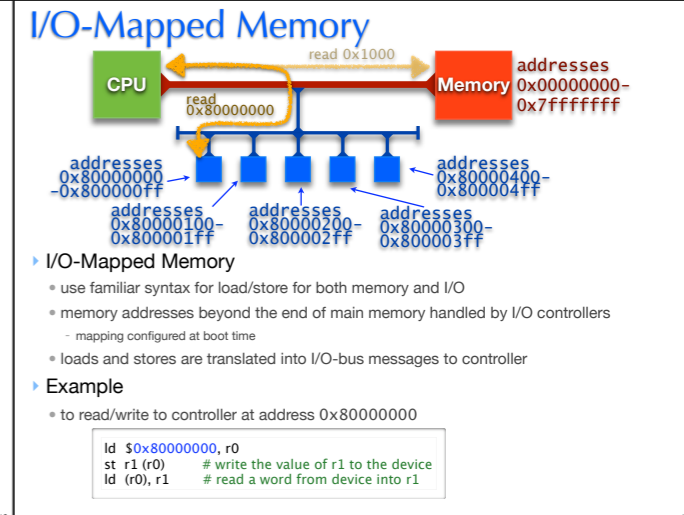 I/O-Mapped Memory
read 0x1000
CPU
Memory
addresses
0x00000000-
0x7fffffff
read
0x80000000
addresses
0x80000000
-0x800000ff
addresses
0x80000100-
0x800001ff
addresses
0x80000200-
0x800002ff
addresses
0x80000300-
0x800003ff
addresses
0x80000400-
0x800004ff
I/O-Mapped Memory
use familiar syntax for load/store for both memory and I/O
memory addresses beyond the end of main memory handled by I/O controllers
- mapping configured at boot time
loads and stores are translated into I/O-bus messages to controller
Example
to read/write to controller at address 0x80000000
ld $0x80000000, r0
st r1 (r0) # write the value of r1 to the device
ld (r0), r1 # read a word from device into r1